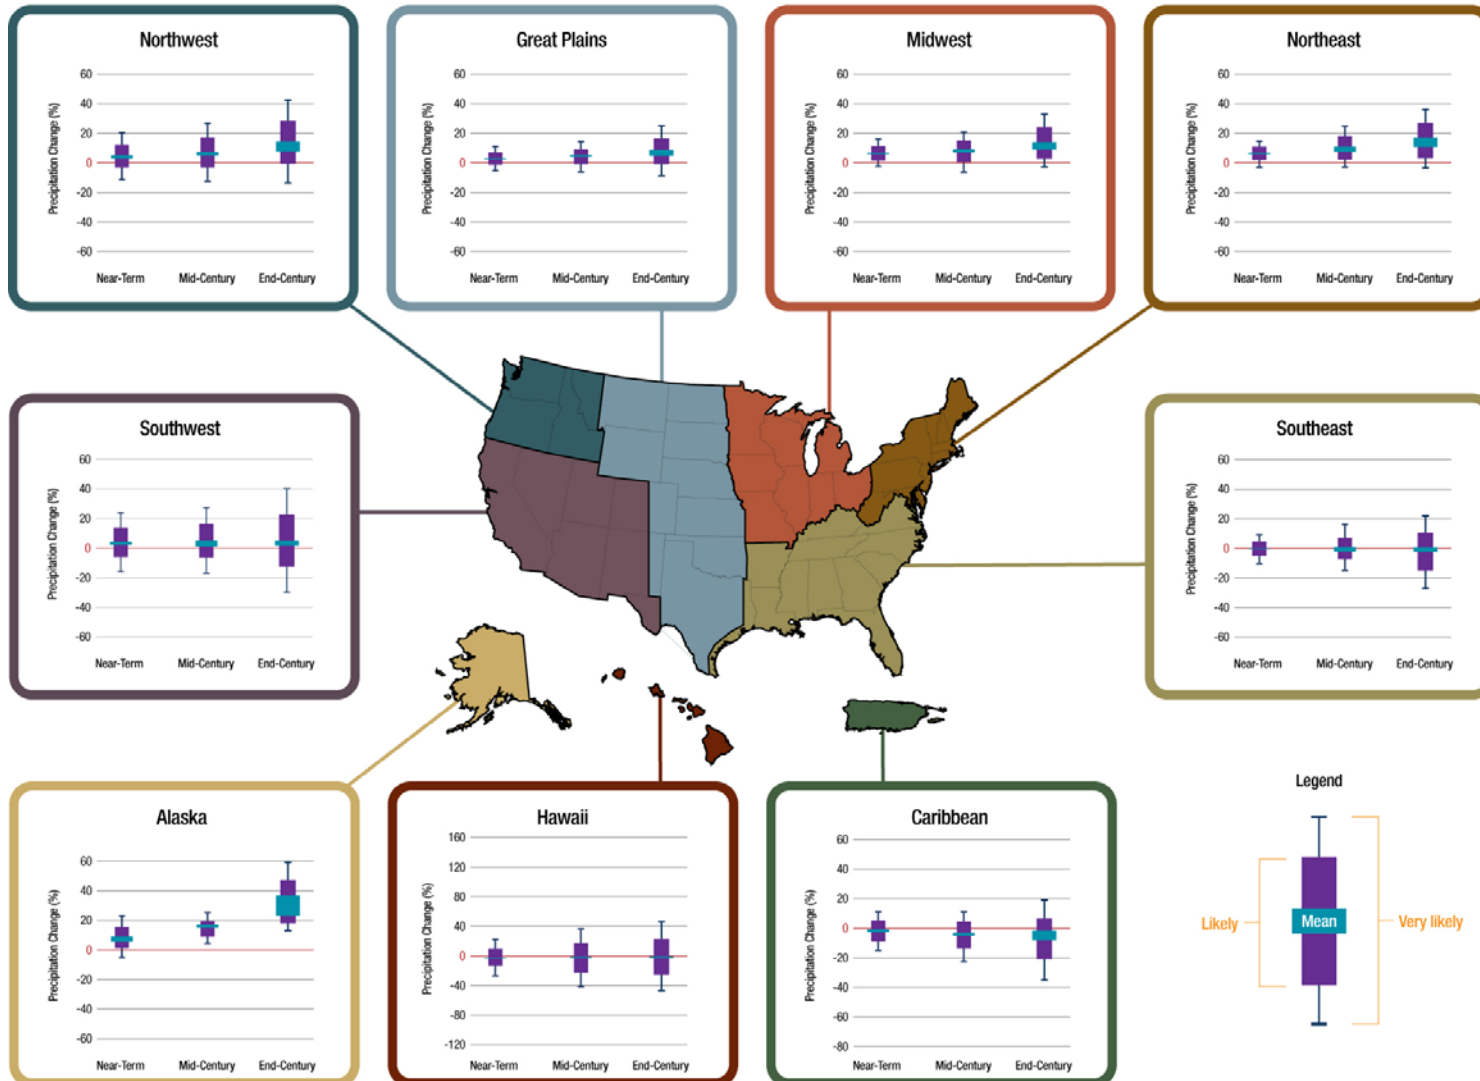 Northwest
Precipitation Change (%)
60
40
20
0
-20
-40
-60
Near-Term Mid-Century End-Century
Great Plains
Precipitation Change (%)
60
40
20
0
-20
-40
-60
Near-Term Mid-Century End-Century
Midwest
Precipitation Change (%)
60
40
20
0
-20
-40
-60
Near-Term Mid-Century End-Century
Northeast
Precipitation Change (%)
60
40
20
0
-20
-40
-60
Near-Term Mid-Century End-Century
Southwest
Precipitation Change (%)
60
40
20
0
-20
-40
-60
Near-Term Mid-Century End-Century
Southeast
Precipitation Change (%)
60
40
20
0
-20
-40
-60
Near-Term Mid-Century End-Century
Alaska
Precipitation Change (%)
60
40
20
0
-20
-40
-60
Near-Term Mid-Century End-Century
Hawaii
Precipitation Change (%)
160
120
80
40
0
-40
-80
-120
Near-Term Mid-Century End-Century
Caribbean
Precipitation Change (%)
60
40
20
0
-20
-40
-60
-80
Near-Term Mid-Century End-Century
Legend
Likely
Mean
Very likely